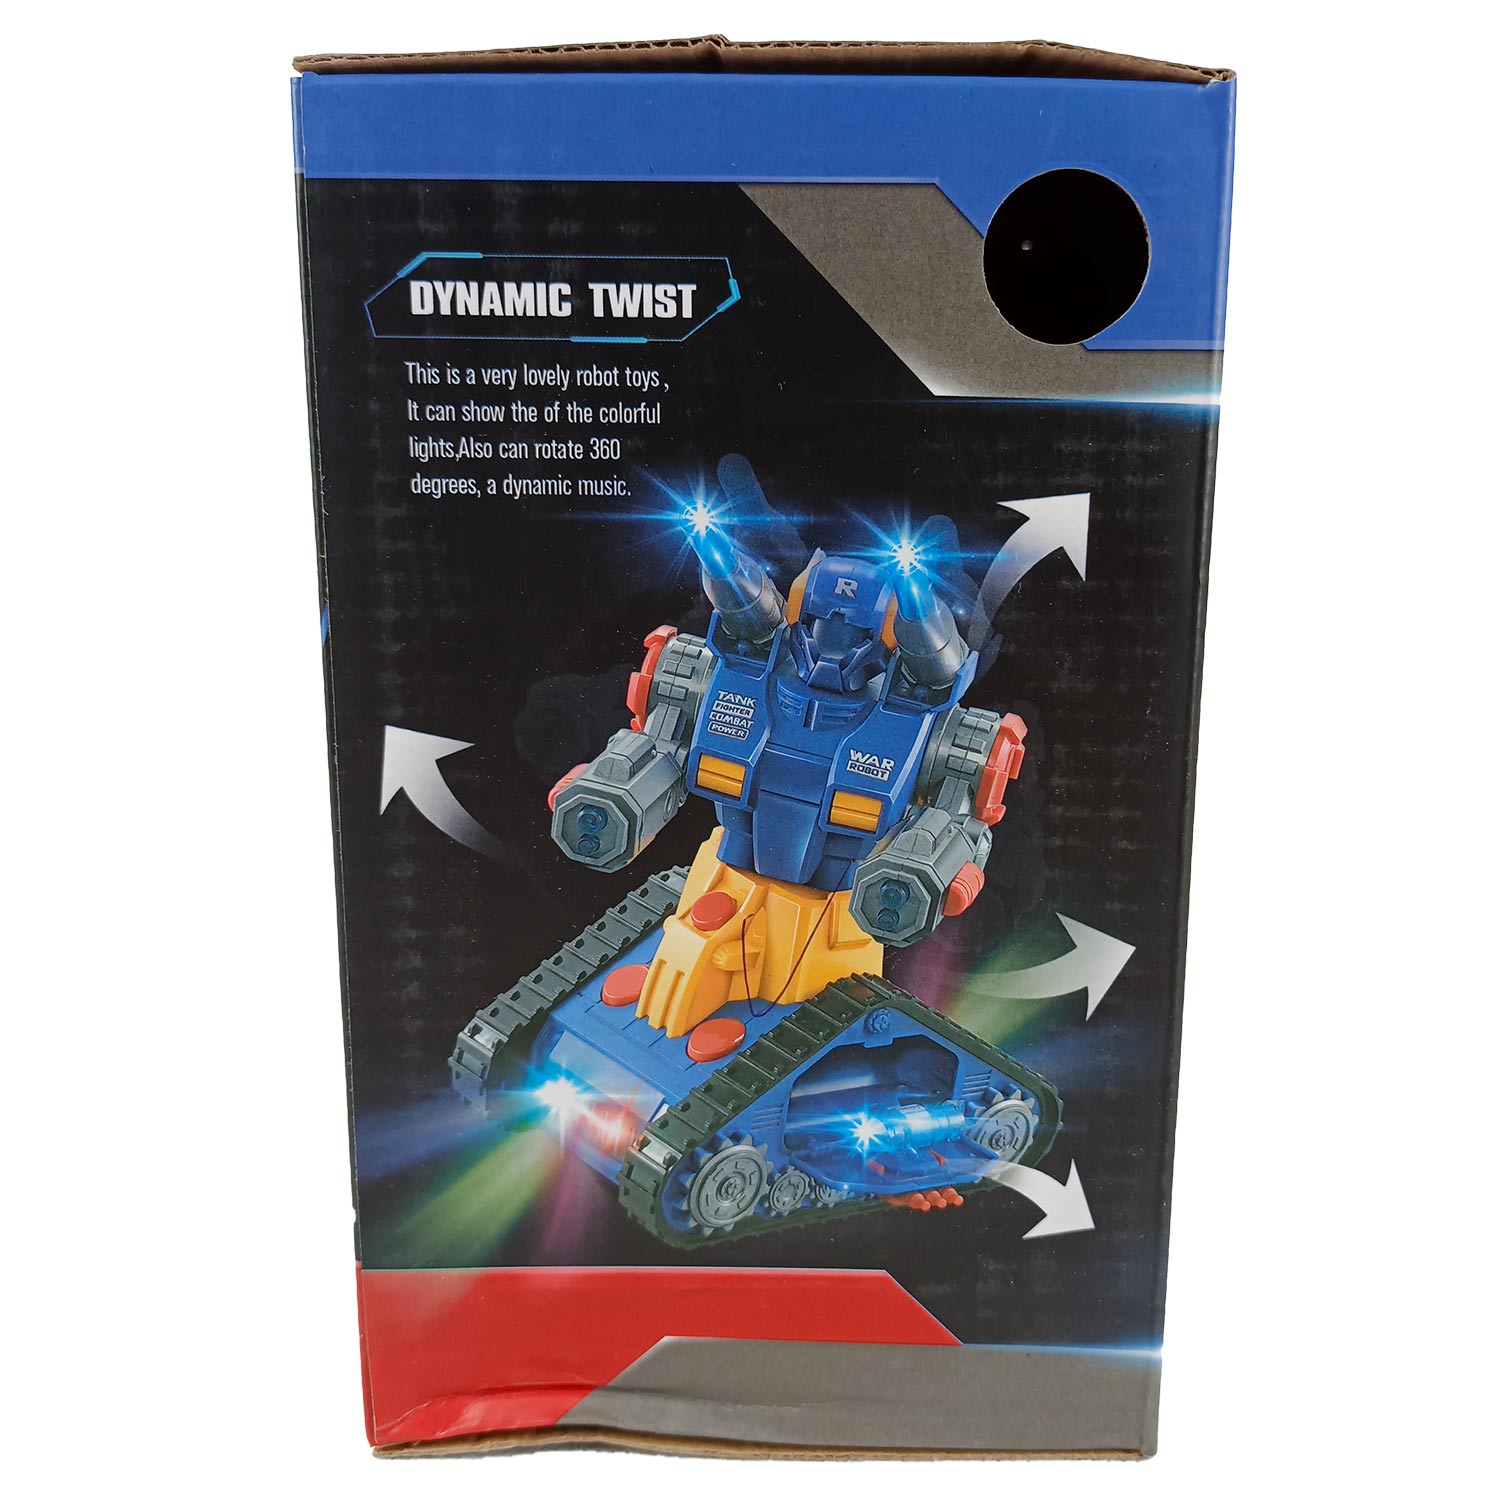 DYNAMIC TWIST
This is a very lovely robot toys ,
It can show the of the colorful
lights,Also can rotate 360
degrees, a dynamic music.
R
TANK
FIGHTER
COMBAT
POWER
WAR
ROBOT